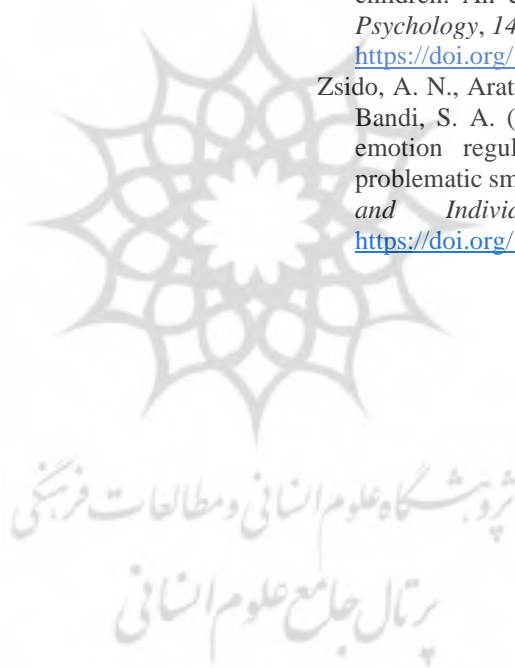 children: An e
Psychology, 14
https://doi.org/
Zsido, A. N., Arat
Bandi, S. A. (
emotion regul
problematic sm
and Individ
https://doi.org/
پژوهشگاه علوم انسانی و مطالعات فرهنگی
پرتال جامع علوم انسانی